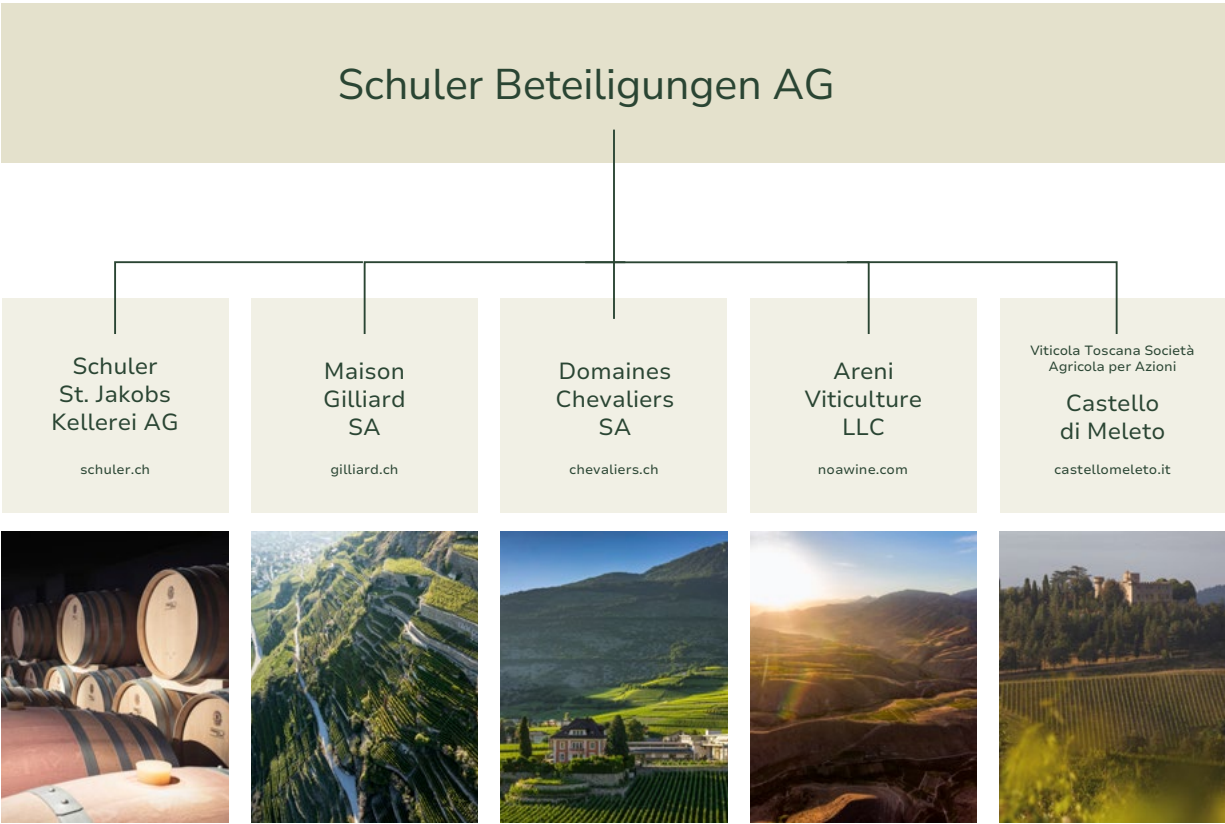 Schuler Beteiligungen AG
Schuler
St. Jakobs
Kellerei AG
schuler.ch
Maison
Gilliard
SA
gilliard.ch
Domaines
Chevaliers
SA
chevaliers.ch
Areni
Viticulture
LLC
noawine.com
Viticola Toscana Società
Agricola per Azioni
Castello
di Meleto
castellomeleto.it